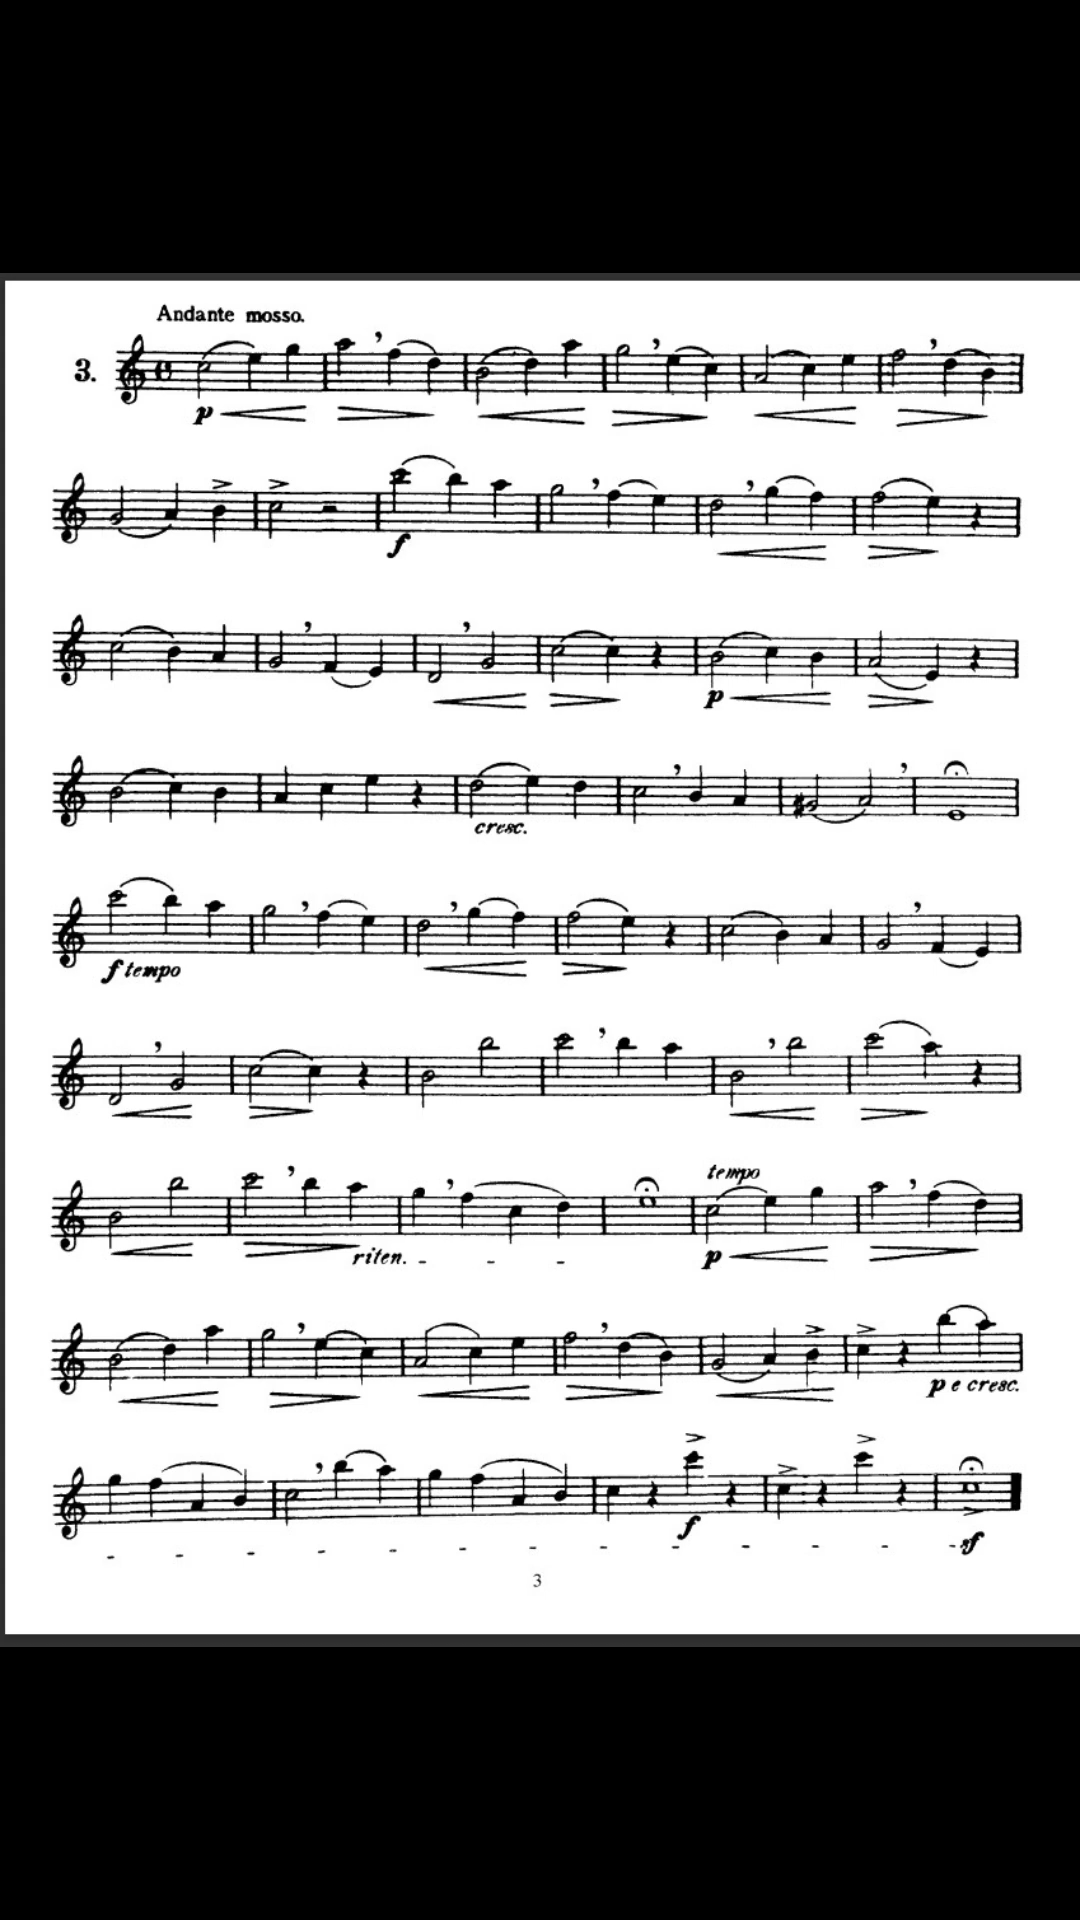 Andante mosso.
3.
p
f
p
cresc.
f tempo
tempo
riten. - - -
p
p e cresc.
f
- - - - - - - - - - - - - sf
3